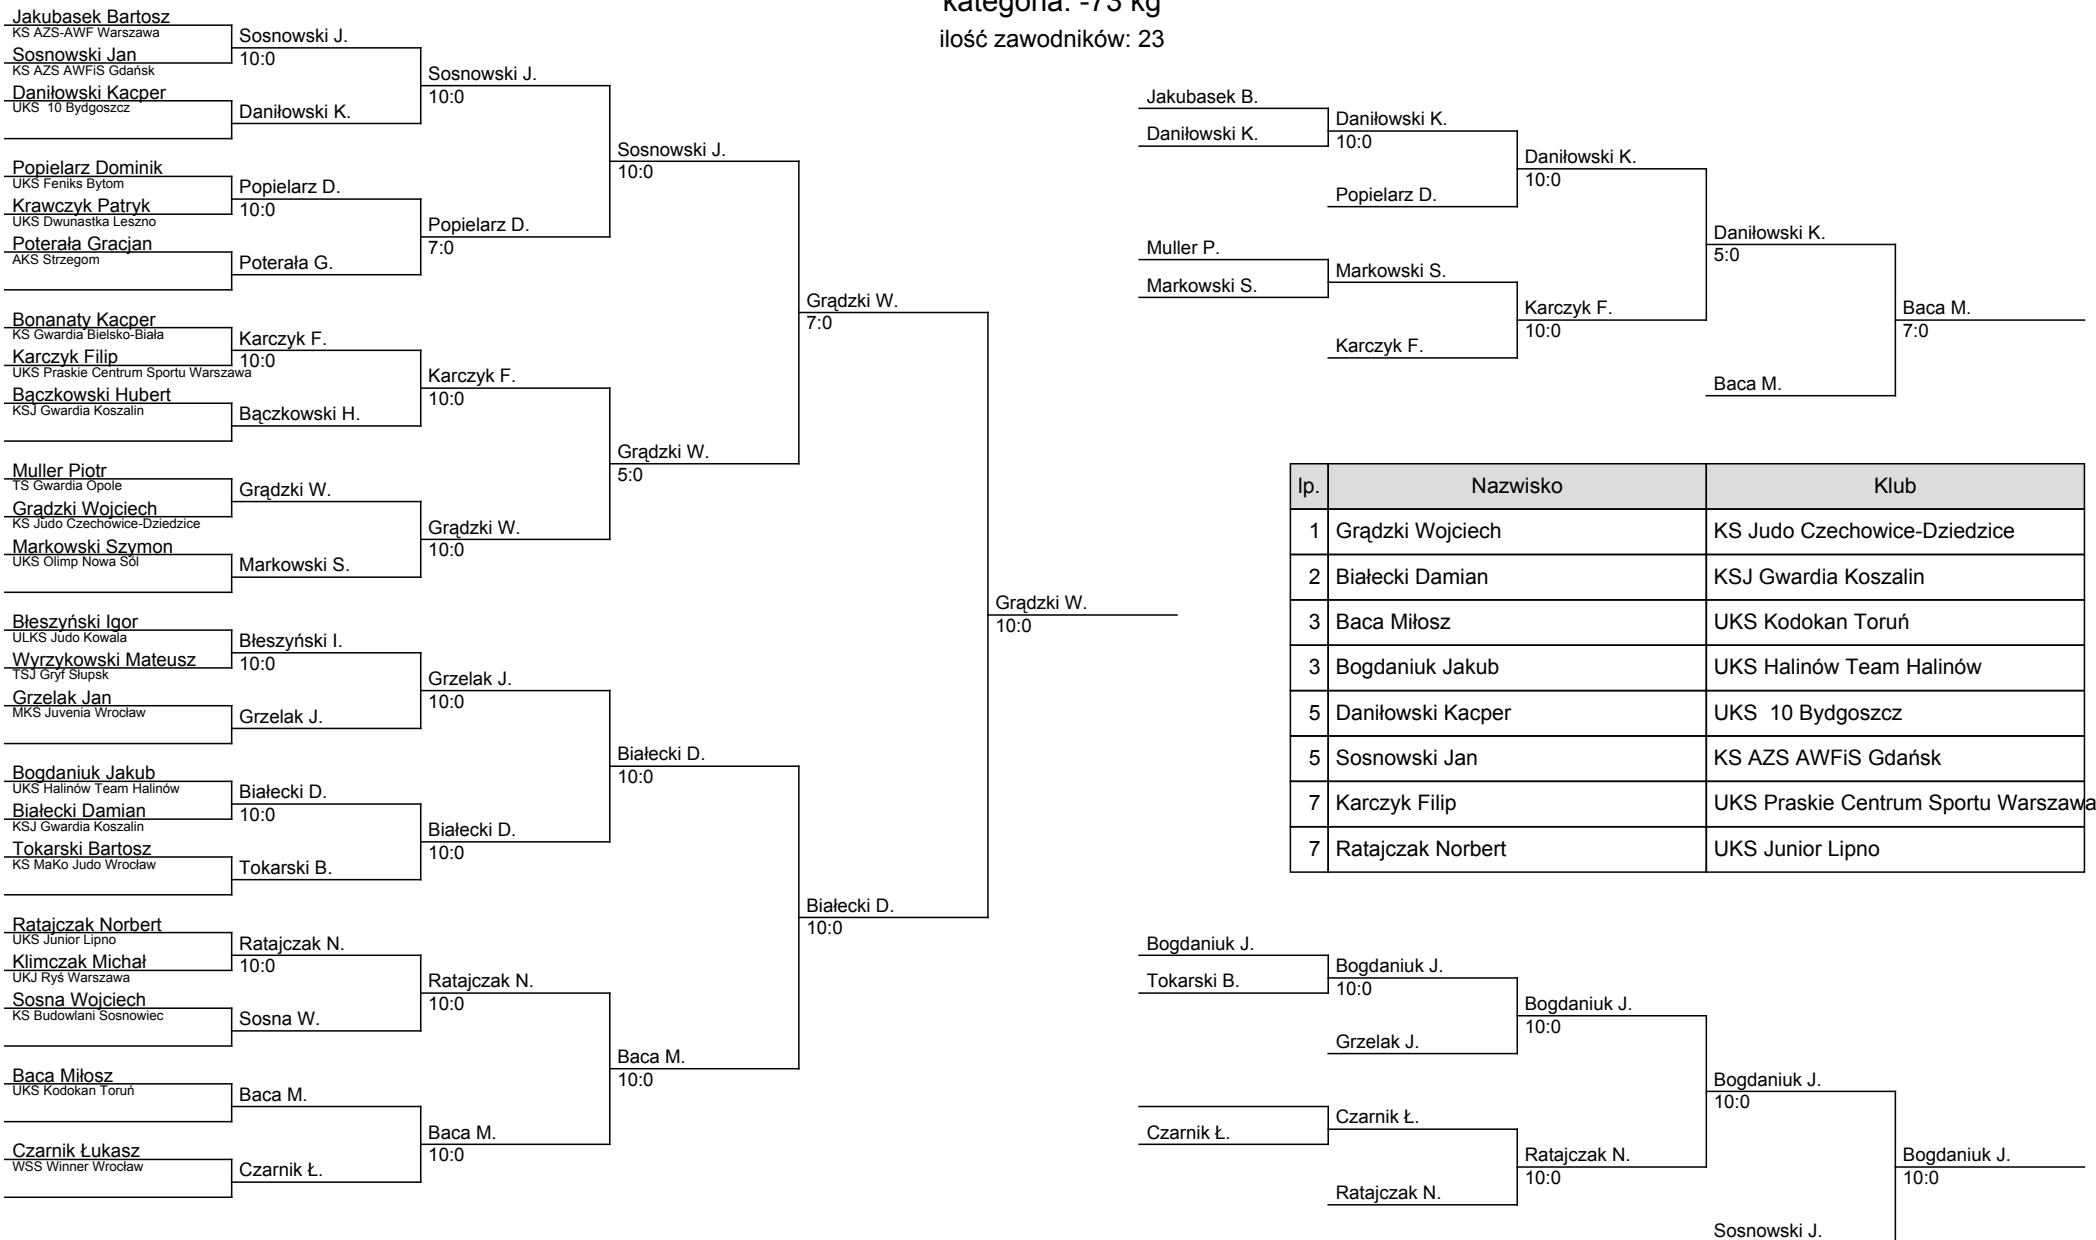 kategoria: -73 kg
ilość zawodników: 23
Jakubasek Bartosz
KS AZS-AWF Warszawa
Sosnowski Jan
KS AZS AWFiS Gdańsk
Daniłowski Kacper
UKS  10 Bydgoszcz
Popielarz Dominik
UKS Feniks Bytom
Krawczyk Patryk
UKS Dwunastka Leszno
Poterała Gracjan
AKS Strzegom
Bonanaty Kacper
KS Gwardia Bielsko-Biała
Karczyk Filip
UKS Praskie Centrum Sportu Warszawa
Bączkowski Hubert
KSJ Gwardia Koszalin
Muller Piotr
TS Gwardia Opole
Grądzki Wojciech
KS Judo Czechowice-Dziedzice
Markowski Szymon
UKS Olimp Nowa Sól
Błeszyński Igor
ULKS Judo Kowala
Wyrzykowski Mateusz
TSJ Gryf Słupsk
Grzelak Jan
MKS Juvenia Wrocław
Bogdaniuk Jakub
UKS Halinów Team Halinów
Białecki Damian
KSJ Gwardia Koszalin
Tokarski Bartosz
KS MaKo Judo Wrocław
Ratajczak Norbert
UKS Junior Lipno
Klimczak Michał
UKJ Ryś Warszawa
Sosna Wojciech
KS Budowlani Sosnowiec
Baca Miłosz
UKS Kodokan Toruń
Czarnik Łukasz
WSS Winner Wrocław
Sosnowski J.
10:0
Daniłowski K.
Popielarz D.
10:0
Poterała G.
Karczyk F.
10:0
Bączkowski H.
Grądzki W.
Markowski S.
Błeszyński I.
10:0
Grzelak J.
Białecki D.
10:0
Tokarski B.
Ratajczak N.
10:0
Sosna W.
Baca M.
Czarnik Ł.
Sosnowski J.
10:0
Popielarz D.
7:0
Karczyk F.
10:0
Grądzki W.
10:0
Grzelak J.
10:0
Białecki D.
10:0
Ratajczak N.
10:0
Baca M.
10:0
Sosnowski J.
10:0
Grądzki W.
5:0
Białecki D.
10:0
Baca M.
10:0
Grądzki W.
7:0
Białecki D.
10:0
Grądzki W.
10:0
Jakubasek B.
Daniłowski K.
Muller P.
Markowski S.
Daniłowski K.
10:0
Popielarz D.
Markowski S.
Karczyk F.
Daniłowski K.
10:0
Karczyk F.
10:0
Daniłowski K.
5:0
Baca M.
Baca M.
7:0
lp. Nazwisko Klub
1 Grądzki Wojciech KS Judo Czechowice-Dziedzice
2 Białecki Damian KSJ Gwardia Koszalin
3 Baca Miłosz UKS Kodokan Toruń
3 Bogdaniuk Jakub UKS Halinów Team Halinów
5 Daniłowski Kacper UKS  10 Bydgoszcz
5 Sosnowski Jan KS AZS AWFiS Gdańsk
7 Karczyk Filip UKS Praskie Centrum Sportu Warszawa
7 Ratajczak Norbert UKS Junior Lipno
Bogdaniuk J.
Tokarski B.
Czarnik Ł.
Bogdaniuk J.
10:0
Grzelak J.
Czarnik Ł.
Ratajczak N.
Bogdaniuk J.
10:0
Ratajczak N.
10:0
Bogdaniuk J.
10:0
Sosnowski J.
Bogdaniuk J.
10:0